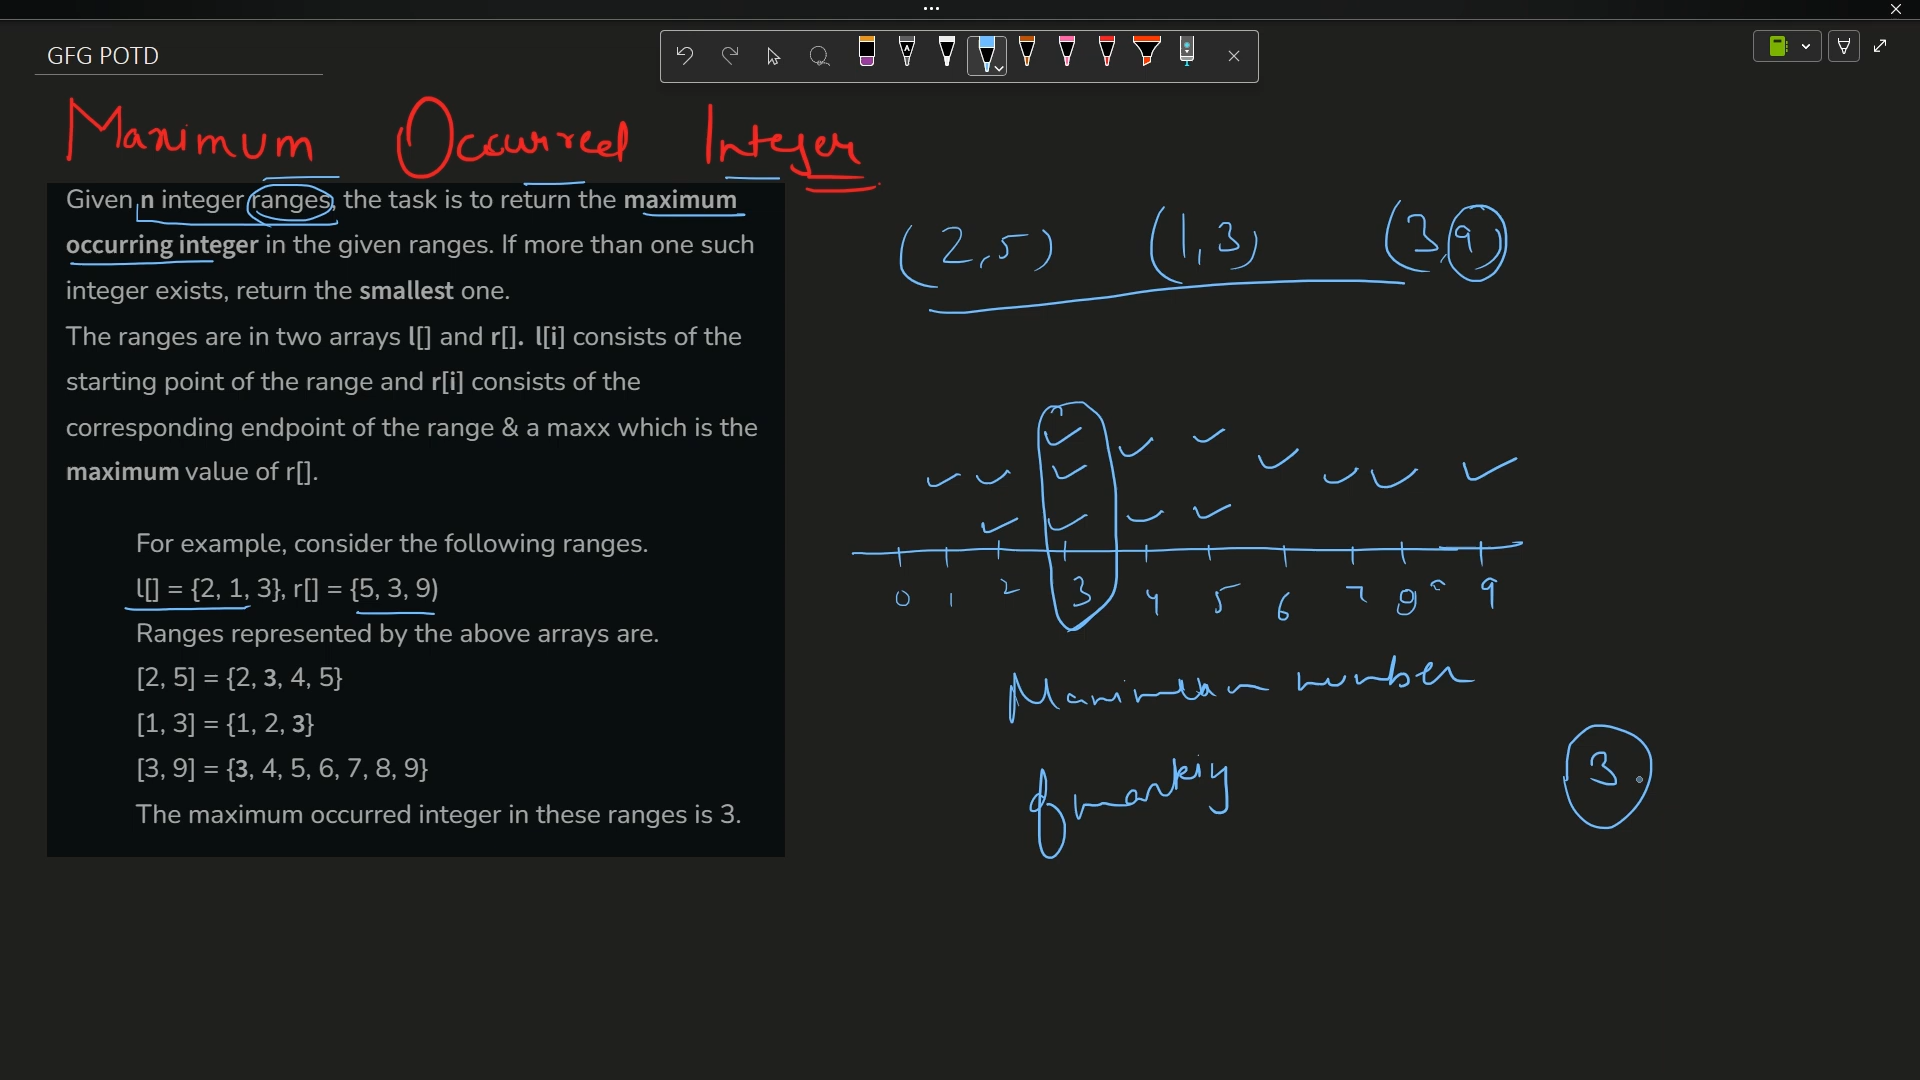 GFG POTD
Maximum Occurred Integer
Given n integer ranges, the task is to return the maximum
occurring integer in the given ranges. If more than one such
integer exists, return the smallest one.
The ranges are in two arrays l[] and r[]. l[i] consists of the
starting point of the range and r[i] consists of the
corresponding endpoint of the range & a maxx which is the
maximum value of r[].
For example, consider the following ranges.
l[] = {2, 1, 3}, r[] = {5, 3, 9)
Ranges represented by the above arrays are.
[2, 5] = {2, 3, 4, 5}
[1, 3] = {1, 2, 3}
[3, 9] = {3, 4, 5, 6, 7, 8, 9}
The maximum occurred integer in these ranges is 3.
(2,5) (1,3) (3,9)
0 1 2 3 4 5 6 7 8 9
Maximum number
3